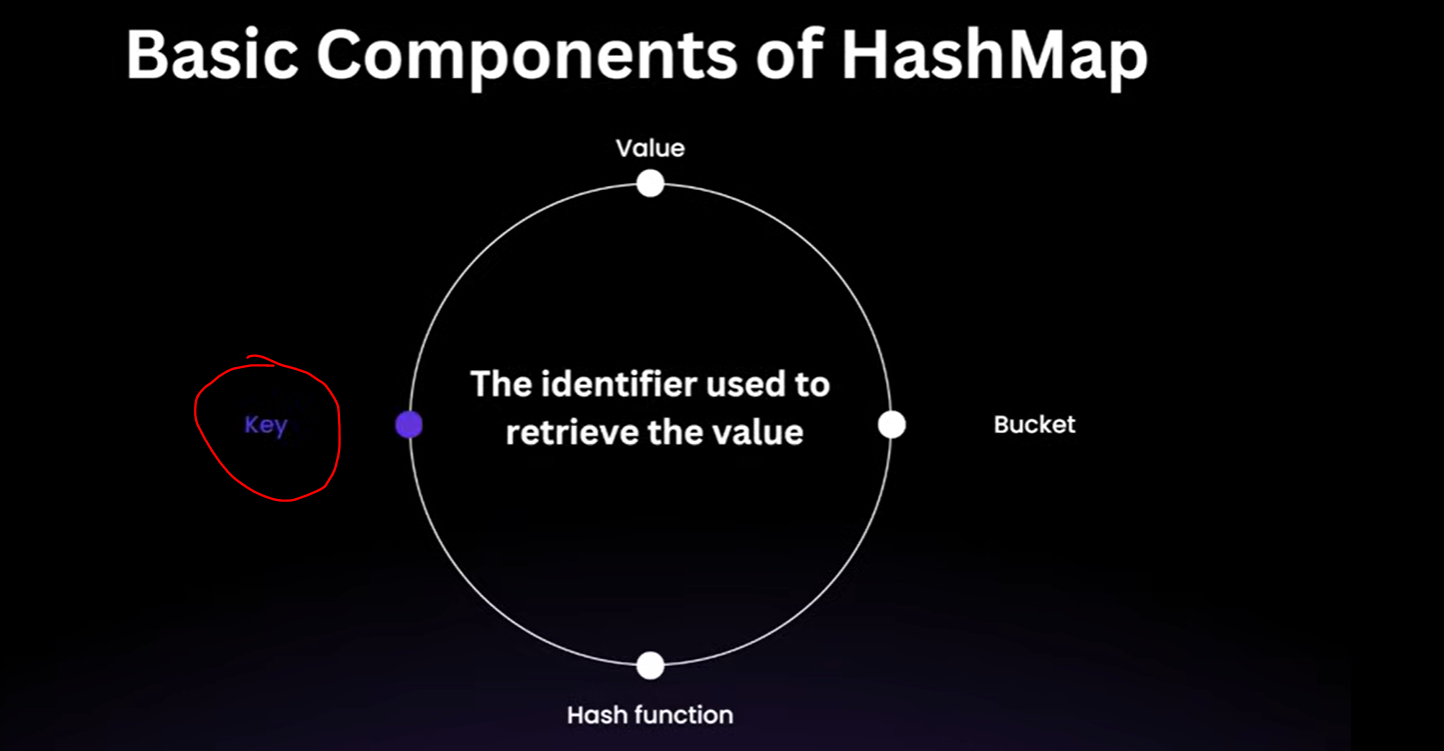 Basic Components of HashMap
Value
Key
The identifier used to
retrieve the value
Bucket
Hash function